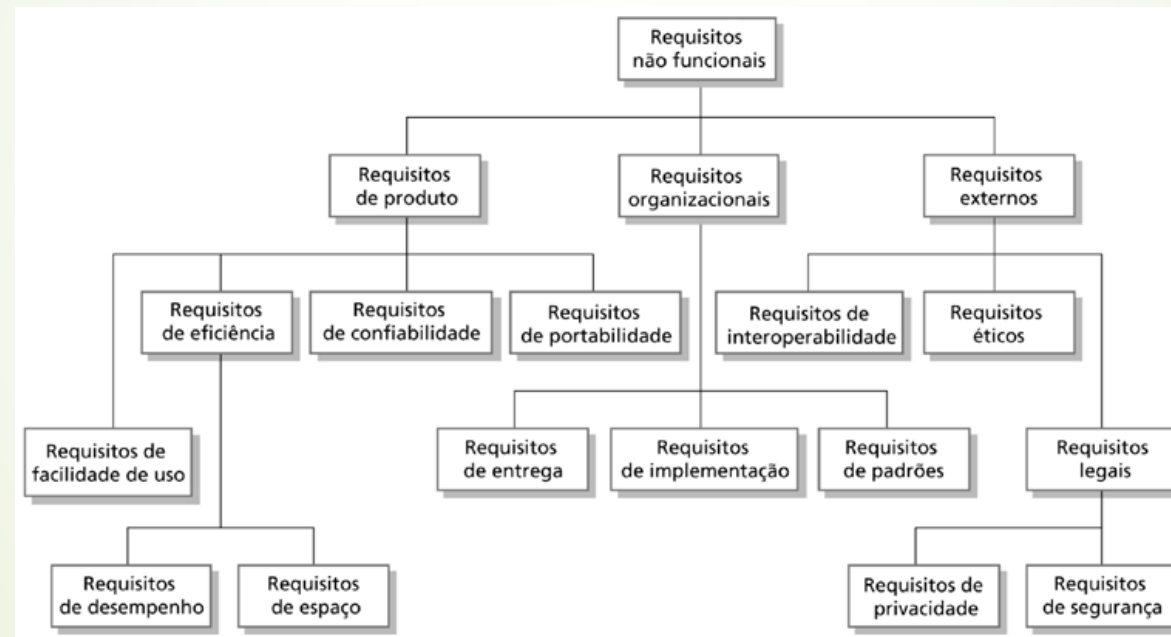 Requisitos
não funcionais
Requisitos
de produto
Requisitos
organizacionais
Requisitos
externos
Requisitos
de eficiência
Requisitos
de confiabilidade
Requisitos
de portabilidade
Requisitos de
interoperabilidade
Requisitos
éticos
Requisitos de
facilidade de uso
Requisitos
de entrega
Requisitos
de implementação
Requisitos
de padrões
Requisitos
legais
Requisitos
de desempenho
Requisitos
de espaço
Requisitos de
privacidade
Requisitos
de segurança